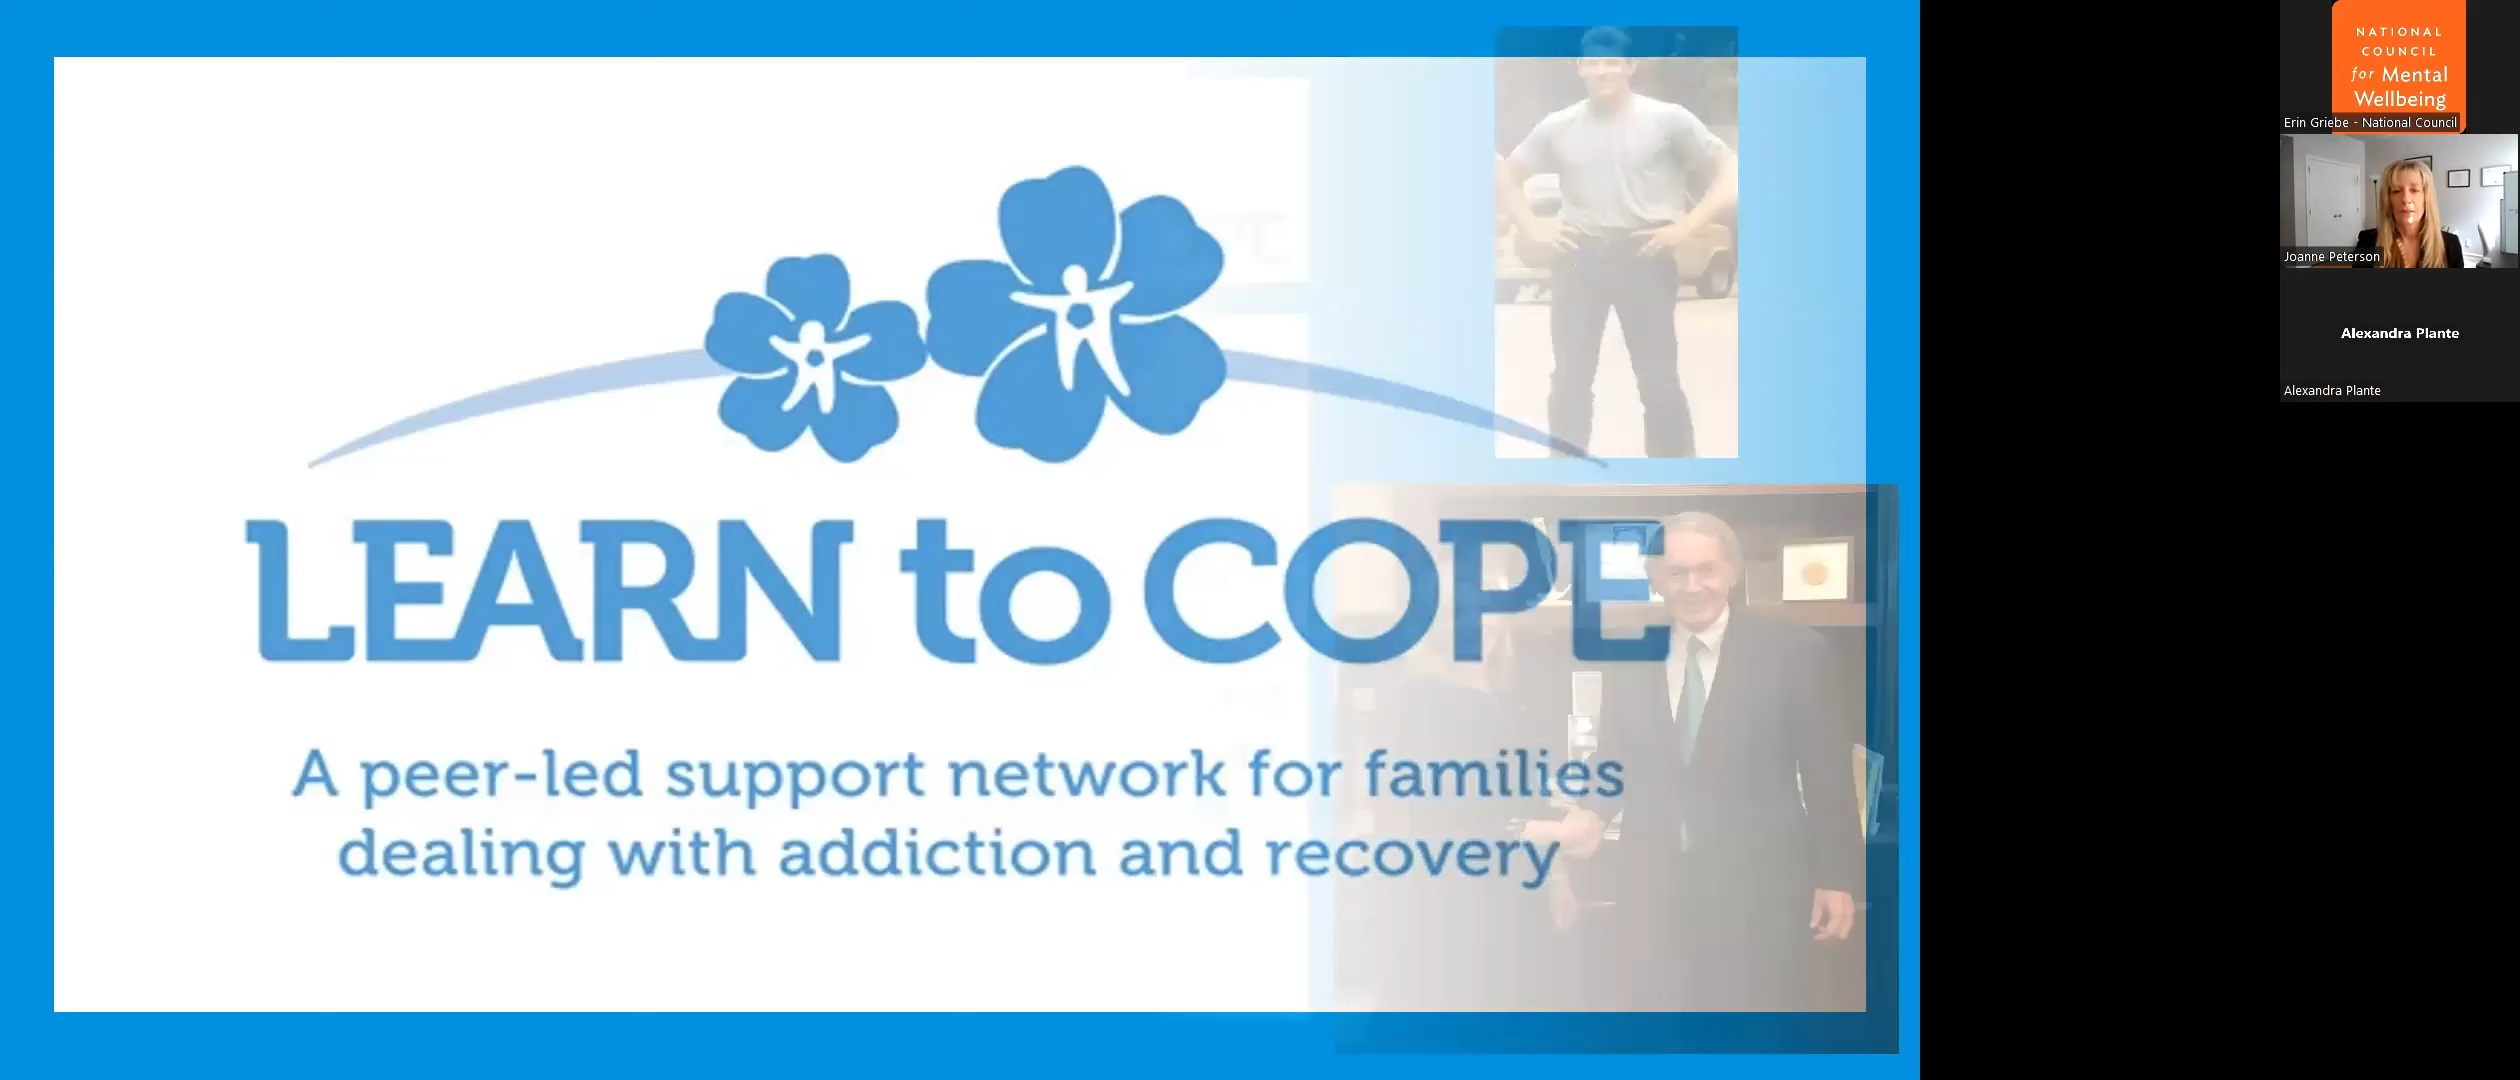 LEARN to COPE
A peer-led support network for families
dealing with addiction and recovery
NATIONAL
COUNCIL
for Mental
Wellbeing
Erin Griebe - National Council
Joanne Peterson
Alexandra Plante
Alexandra Plante